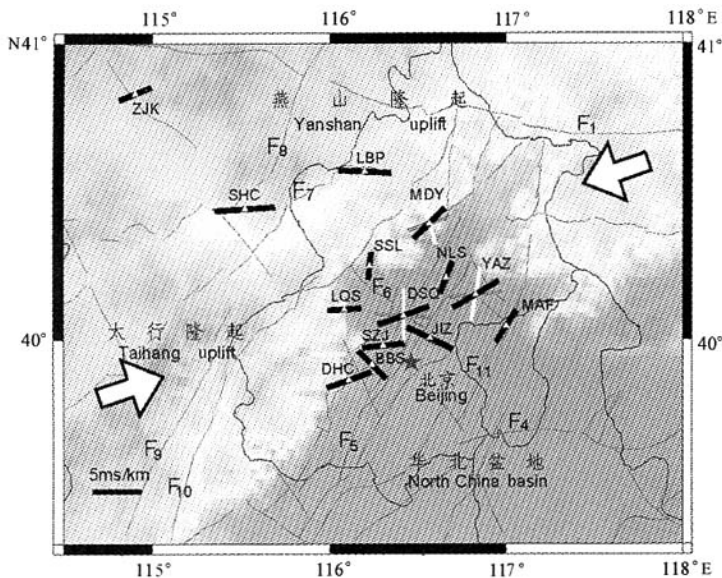 115°
116°
117°
118°E
N41°
41°
燕 山 隆 起
ZJK
Yanshan uplift
F1
F8
LBP
F7
SHC
MDY
SSL
NLS
YAZ
F6
DSQ
LQS
MAF
40°
40°
大 行 隆 起
SZJ
JIZ
Taihang uplift
BBS
F11
DHC
北京
Beijing
F4
F5
F9
华 北 盆 地
5ms/km
F10
North China basin
115°
116°
117°
118°E